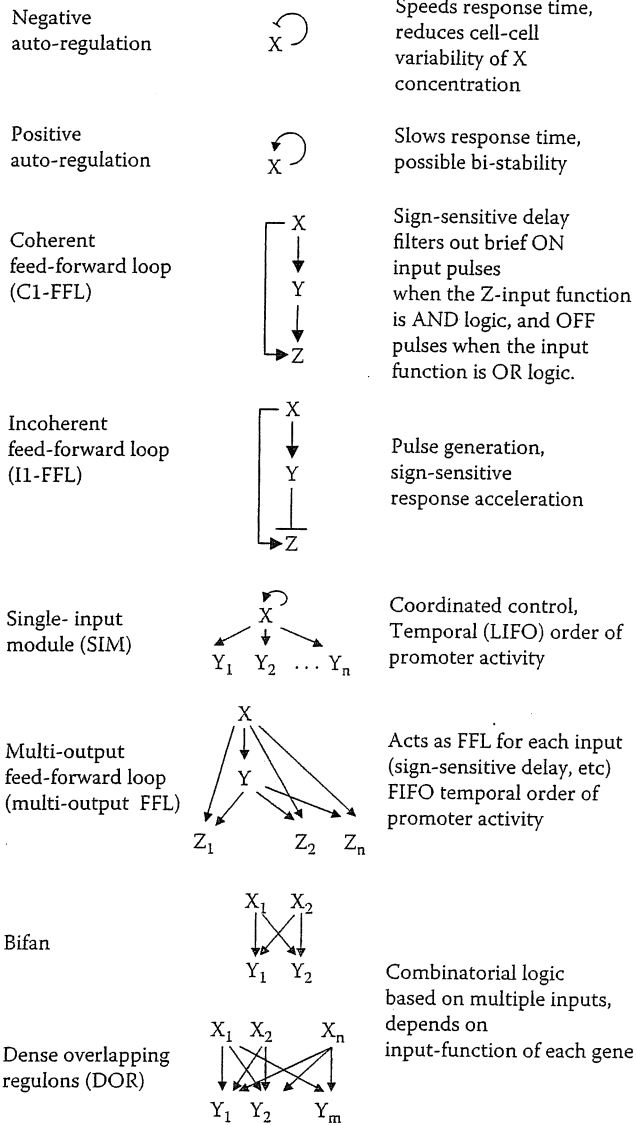 Negative
auto-regulation
X
Speeds response time,
reduces cell-cell
variability of X
concentration
Positive
auto-regulation
X
Slows response time,
possible bi-stability
Coherent
feed-forward loop
(C1-FFL)
X
Y
Z
Sign-sensitive delay
filters out brief ON
input pulses
when the Z-input function
is AND logic, and OFF
pulses when the input
function is OR logic.
Incoherent
feed-forward loop
(I1-FFL)
X
Y
Z
Pulse generation,
sign-sensitive
response acceleration
Single- input
module (SIM)
X
Y1 Y2 ... Yn
Coordinated control,
Temporal (LIFO) order of
promoter activity
Multi-output
feed-forward loop
(multi-output FFL)
X
Y
Z1 Z2 Zn
Acts as FFL for each input
(sign-sensitive delay, etc)
FIFO temporal order of
promoter activity
Bifan
X1 X2
Y1 Y2
Dense overlapping
regulons (DOR)
X1 X2 Xn
Y1 Y2 Ym
Combinatorial logic
based on multiple inputs,
depends on
input-function of each gene